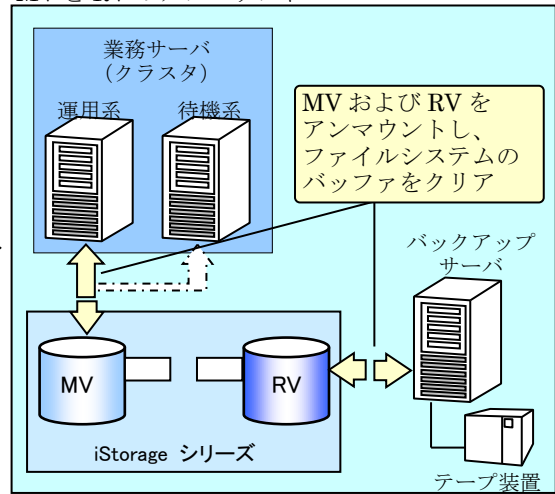 業務サーバ
(クラスタ)
運用系
待機系
MV および RV を
アンマウントし、
ファイルシステムの
バッファをクリア
バックアップ
サーバ
MV
RV
iStorage シリーズ
テープ装置